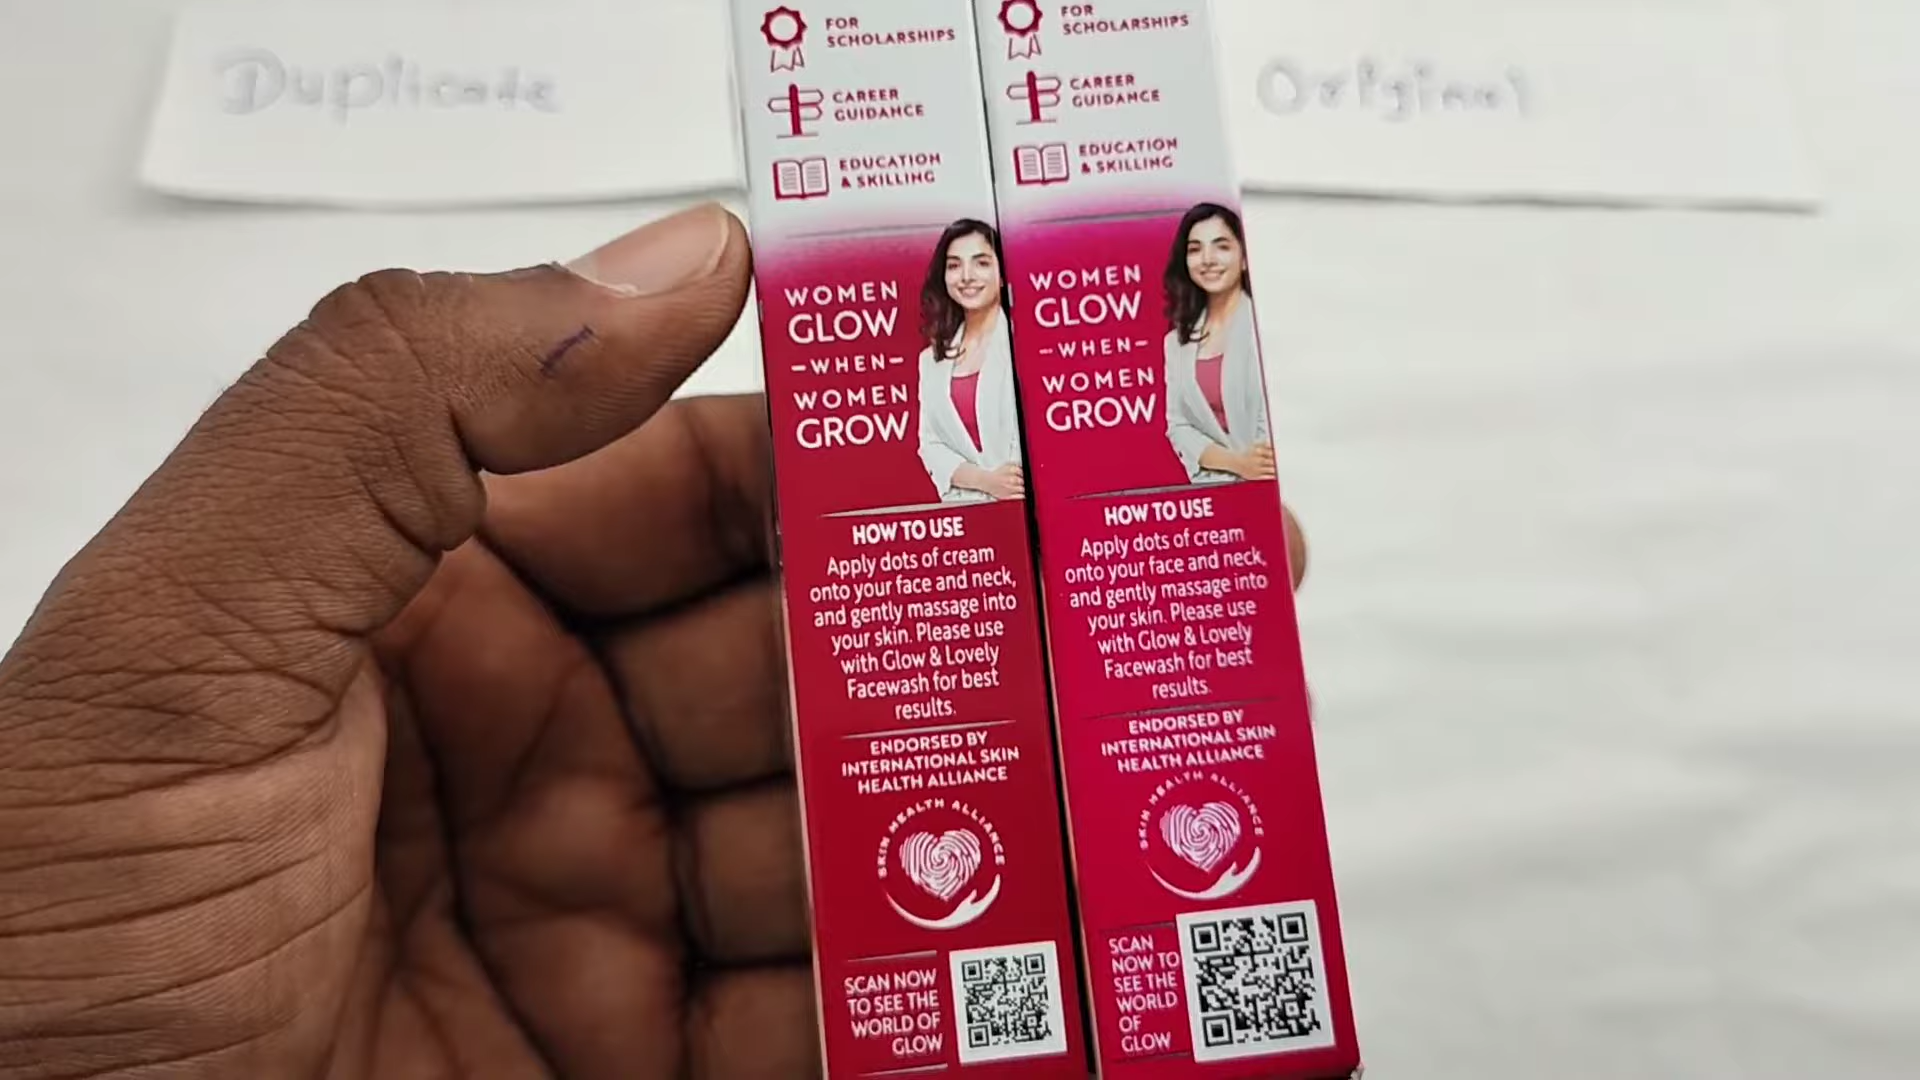 Duplicate
Original
FOR
SCHOLARSHIPS
CAREER
GUIDANCE
EDUCATION
& SKILLING
WOMEN
GLOW
-WHEN-
WOMEN
GROW
HOW TO USE
Apply dots of cream
onto your face and neck,
and gently massage into
your skin. Please use
with Glow & Lovely
Facewash for best
results.
ENDORSED BY
INTERNATIONAL SKIN
HEALTH ALLIANCE
SKIN HEALTH ALLIANCE
SCAN NOW
TO SEE THE
WORLD OF
GLOW
FOR
SCHOLARSHIPS
CAREER
GUIDANCE
EDUCATION
& SKILLING
WOMEN
GLOW
-WHEN-
WOMEN
GROW
HOW TO USE
Apply dots of cream
onto your face and neck,
and gently massage into
your skin. Please use
with Glow & Lovely
Facewash for best
results.
ENDORSED BY
INTERNATIONAL SKIN
HEALTH ALLIANCE
SKIN HEALTH ALLIANCE
SCAN
NOW TO
SEE THE
WORLD
OF
GLOW